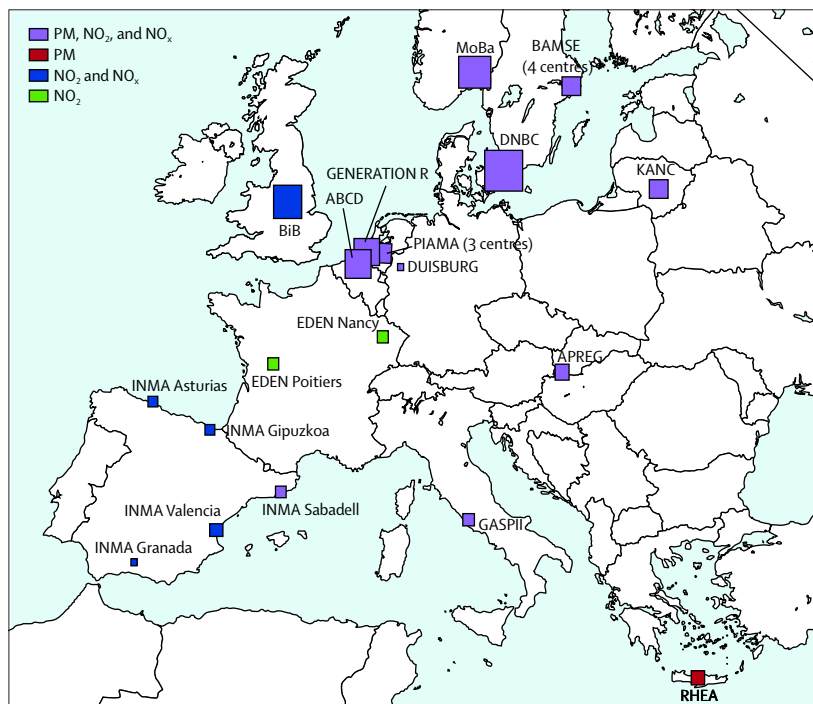 PM, NO₂, and NOₓ
PM
NO₂ and NOₓ
NO₂
MoBa
BAMSE
(4 centres)
DNBC
GENERATION R
KANC
ABCD
BiB
PIAMA (3 centres)
DUISBURG
EDEN Nancy
APREG
EDEN Poitiers
INMA Asturias
INMA Gipuzkoa
INMA Valencia
INMA Sabadell
GASPII
INMA Granada
RHEA